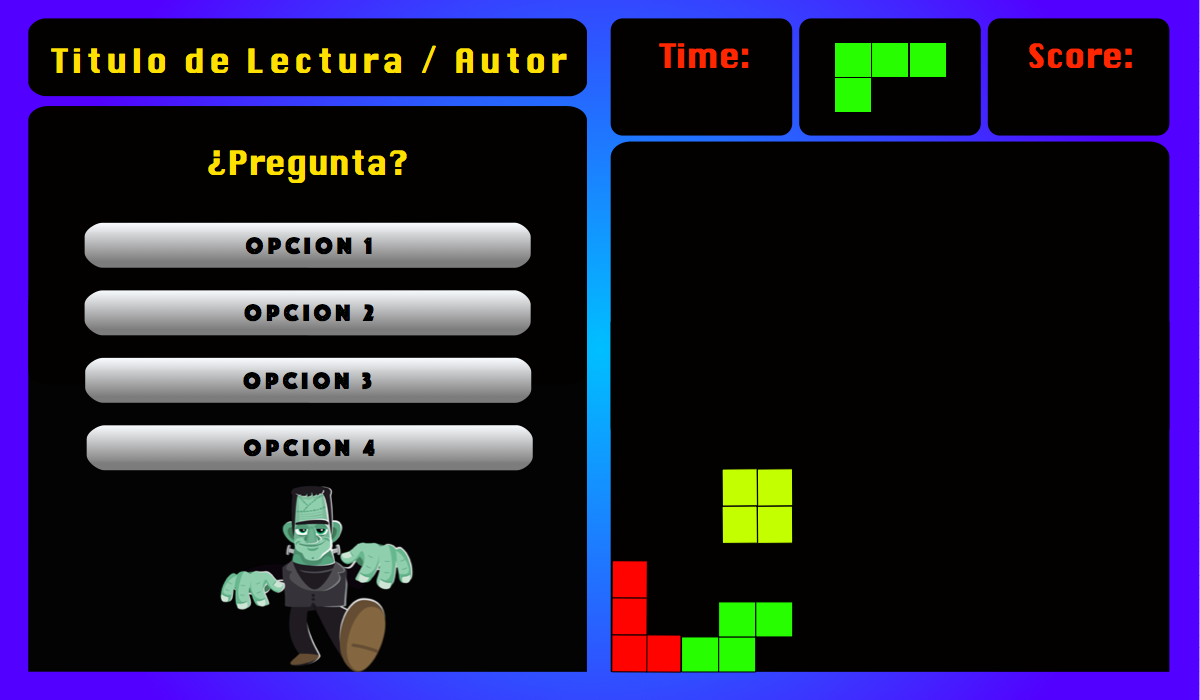 Titulo de Lectura / Autor
Time:
Score:
¿Pregunta?
OPCION 1
OPCION 2
OPCION 3
OPCION 4